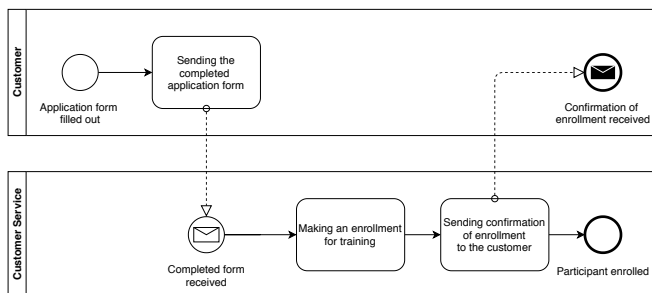 Customer
Sending the
completed
application form
Application form
filled out
Confirmation of
enrollment received
Customer Service
Making an enrollment
for training
Sending confirmation
of enrollment
to the customer
Completed form
received
Participant enrolled